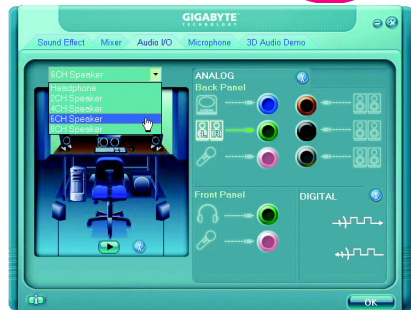 GIGABYTE
TECHNOLOGY
Sound Effect Mixer Audio I/O Microphone 3D Audio Demo
6CH Speaker
Headphone
2CH Speaker
4CH Speaker
6CH Speaker
8CH Speaker
ANALOG
Back Panel
Front Panel
DIGITAL
OK